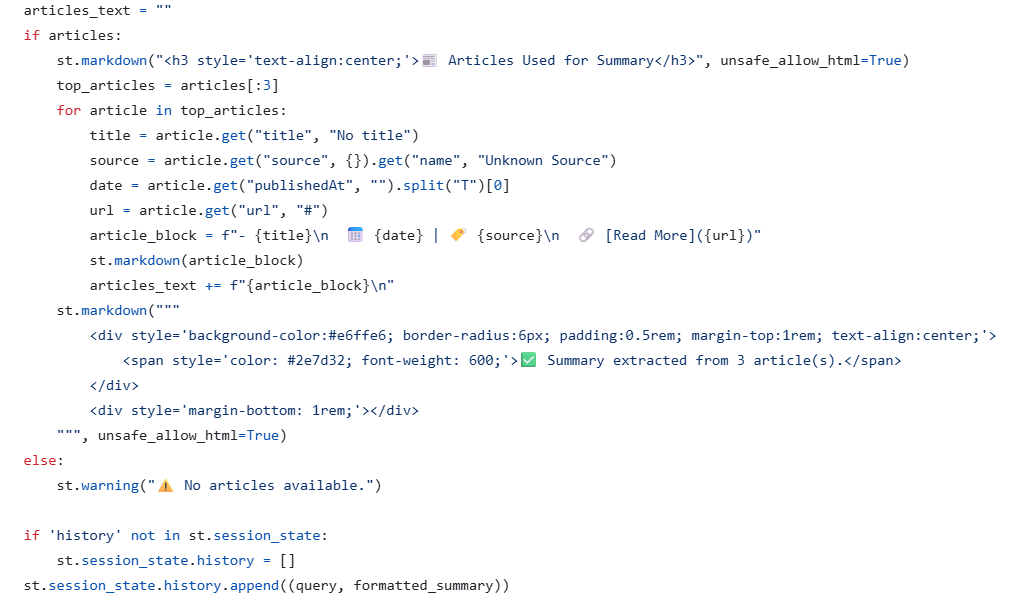 articles_text = ""
if articles:
    st.markdown("<h3 style='text-align:center;'>📰 Articles Used for Summary</h3>", unsafe_allow_html=True)
    top_articles = articles[:3]
    for article in top_articles:
        title = article.get("title", "No title")
        source = article.get("source", {}).get("name", "Unknown Source")
        date = article.get("publishedAt", "").split("T")[0]
        url = article.get("url", "#")
        article_block = f"- {title}\n  🗓️ {date} | 🏷️ {source}\n  🔗 [Read More]({url})"
        st.markdown(article_block)
        articles_text += f"{article_block}\n"
    st.markdown("""
        <div style='background-color:#e6ffe6; border-radius:6px; padding:0.5rem; margin-top:1rem; text-align:center;'>
            <span style='color: #2e7d32; font-weight: 600;'>✅ Summary extracted from 3 article(s).</span>
        </div>
        <div style='margin-bottom: 1rem;'></div>
    """, unsafe_allow_html=True)
else:
    st.warning("⚠️ No articles available.")

if 'history' not in st.session_state:
    st.session_state.history = []
st.session_state.history.append((query, formatted_summary))